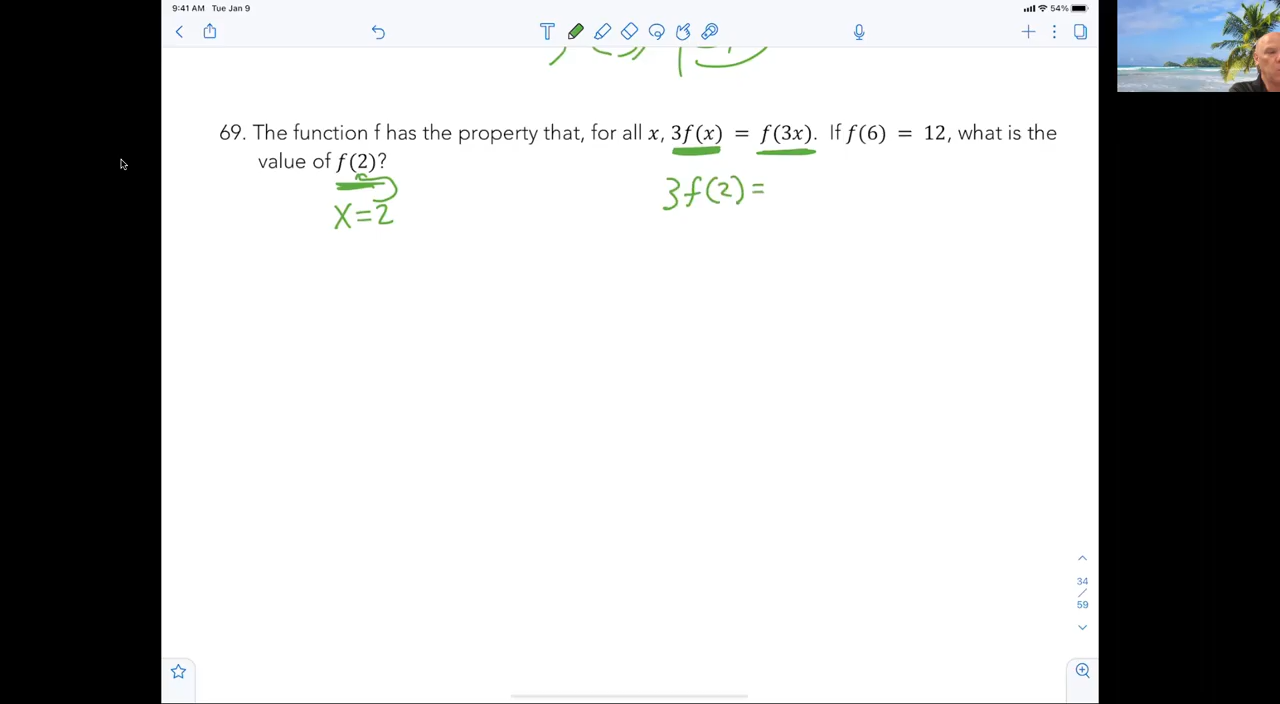 9:41 AM Tue Jan 9 54%
69. The function f has the property that, for all x, 3f(x) = f(3x). If f(6) = 12, what is the
value of f(2)?
3f(2)=
X=2
34
/
59